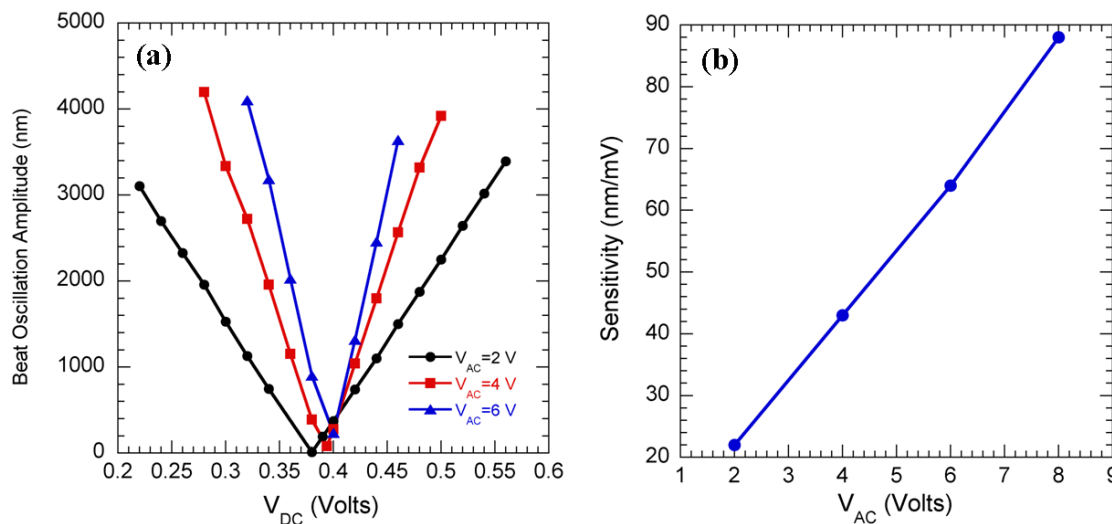 (a)
Beat Oscillation Amplitude (nm)
5000
4000
3000
2000
1000
0
0.2 0.25 0.3 0.35 0.4 0.45 0.5 0.55 0.6
V_DC (Volts)
V_AC=2 V
V_AC=4 V
V_AC=6 V
(b)
Sensitivity (nm/mV)
90
80
70
60
50
40
30
20
1 2 3 4 5 6 7 8 9
V_AC (Volts)